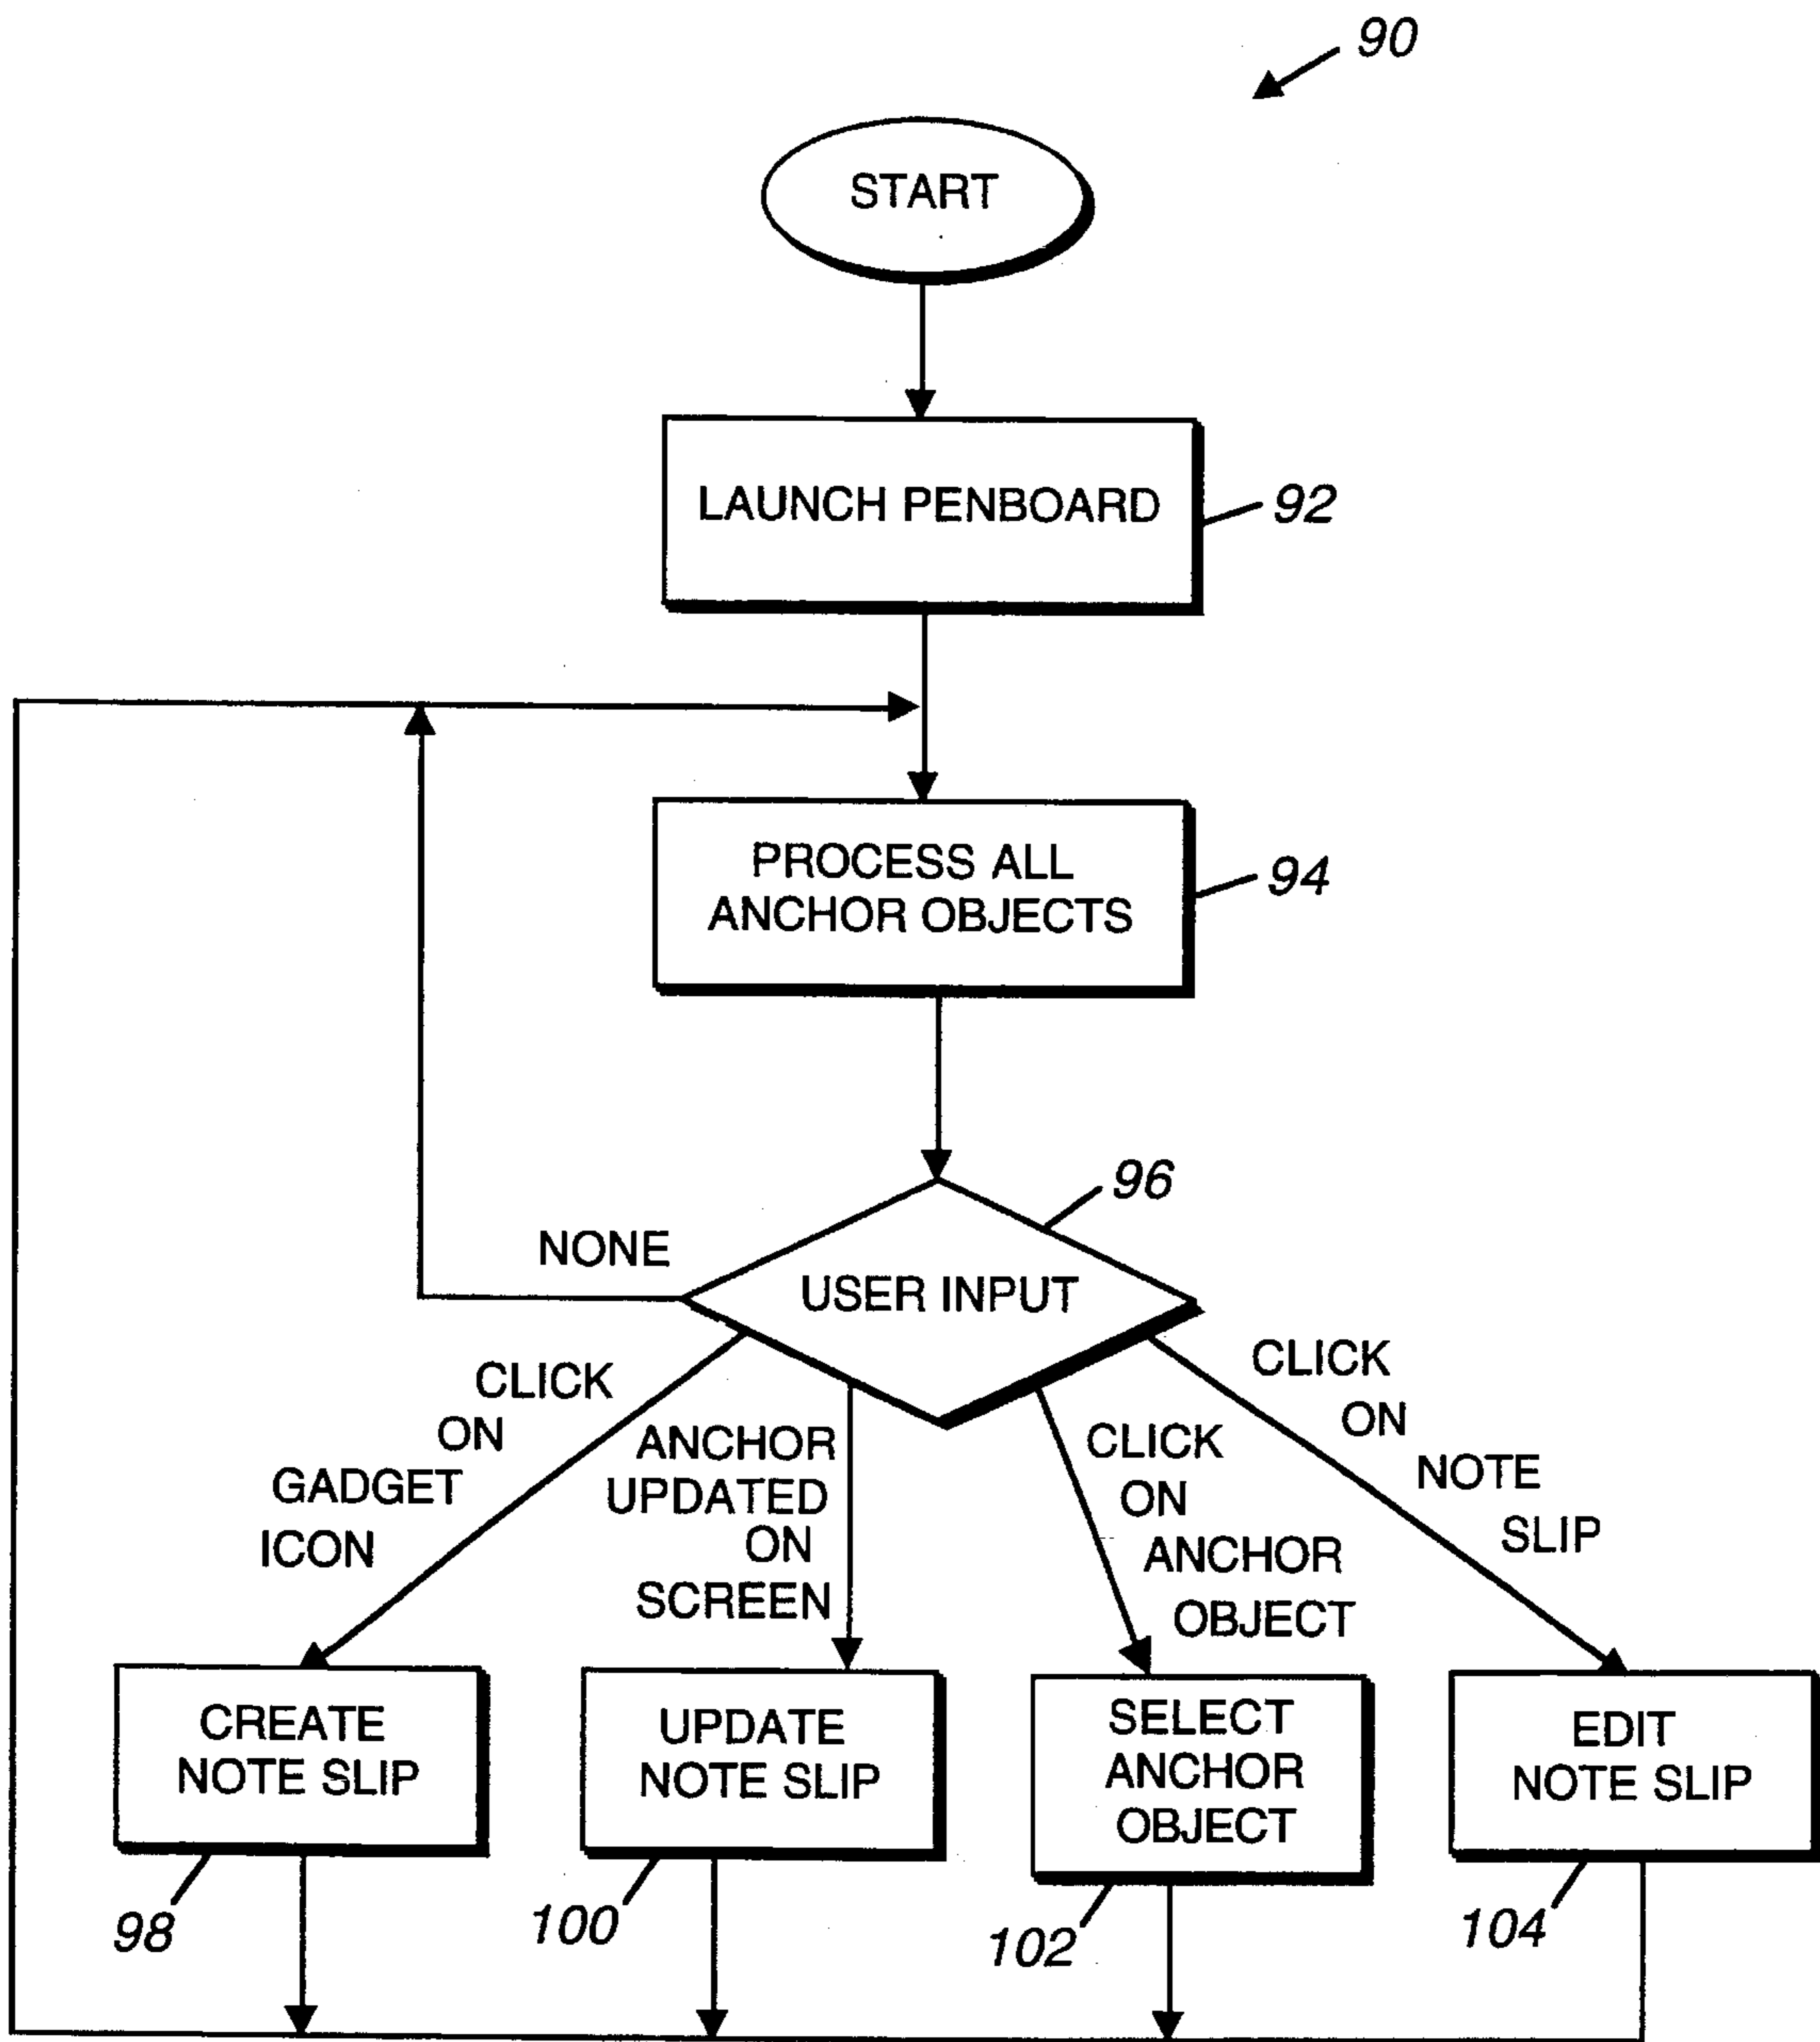 90
START
LAUNCH PENBOARD
92
PROCESS ALL
ANCHOR OBJECTS
94
96
USER INPUT
NONE
CLICK
ON
GADGET
ICON
ANCHOR
UPDATED
ON
SCREEN
CLICK
ON
ANCHOR
OBJECT
CLICK
ON
NOTE
SLIP
CREATE
NOTE SLIP
98
UPDATE
NOTE SLIP
100
SELECT
ANCHOR
OBJECT
102
EDIT
NOTE SLIP
104